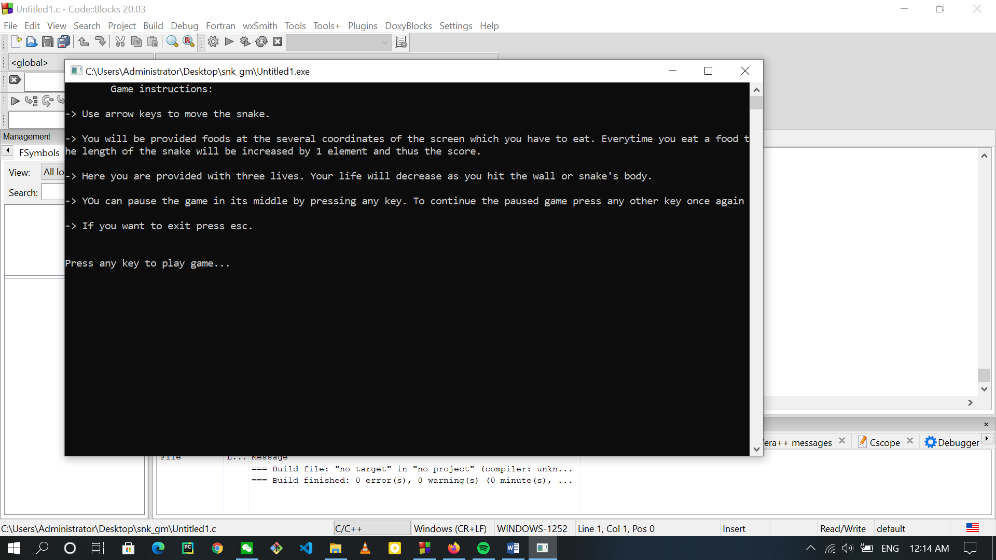 Untitled1.c - Code::Blocks 20.03
File Edit View Search Project Build Debug Fortran wxSmith Tools Tools+ Plugins DoxyBlocks Settings Help
<global>
C:\Users\Administrator\Desktop\snk_gm\Untitled1.exe
Game instructions:
-> Use arrow keys to move the snake.
-> You will be provided foods at the several coordinates of the screen which you have to eat. Everytime you eat a food t
he length of the snake will be increased by 1 element and thus the score.
-> Here you are provided with three lives. Your life will decrease as you hit the wall or snake's body.
-> YOu can pause the game in its middle by pressing any key. To continue the paused game press any other key once again
-> If you want to exit press esc.
Press any key to play game...
Management
FSymbols
View: All lo
Search:
era++ messages Cscope Debugger
File L... Message
=== Build file: "no target" in "no project" (compiler: unkn...
=== Build finished: 0 error(s), 0 warning(s) (0 minute(s), ...
C:\Users\Administrator\Desktop\snk_gm\Untitled1.c C/C++ Windows (CR+LF) WINDOWS-1252 Line 1, Col 1, Pos 0 Insert Read/Write default
ENG 12:14 AM